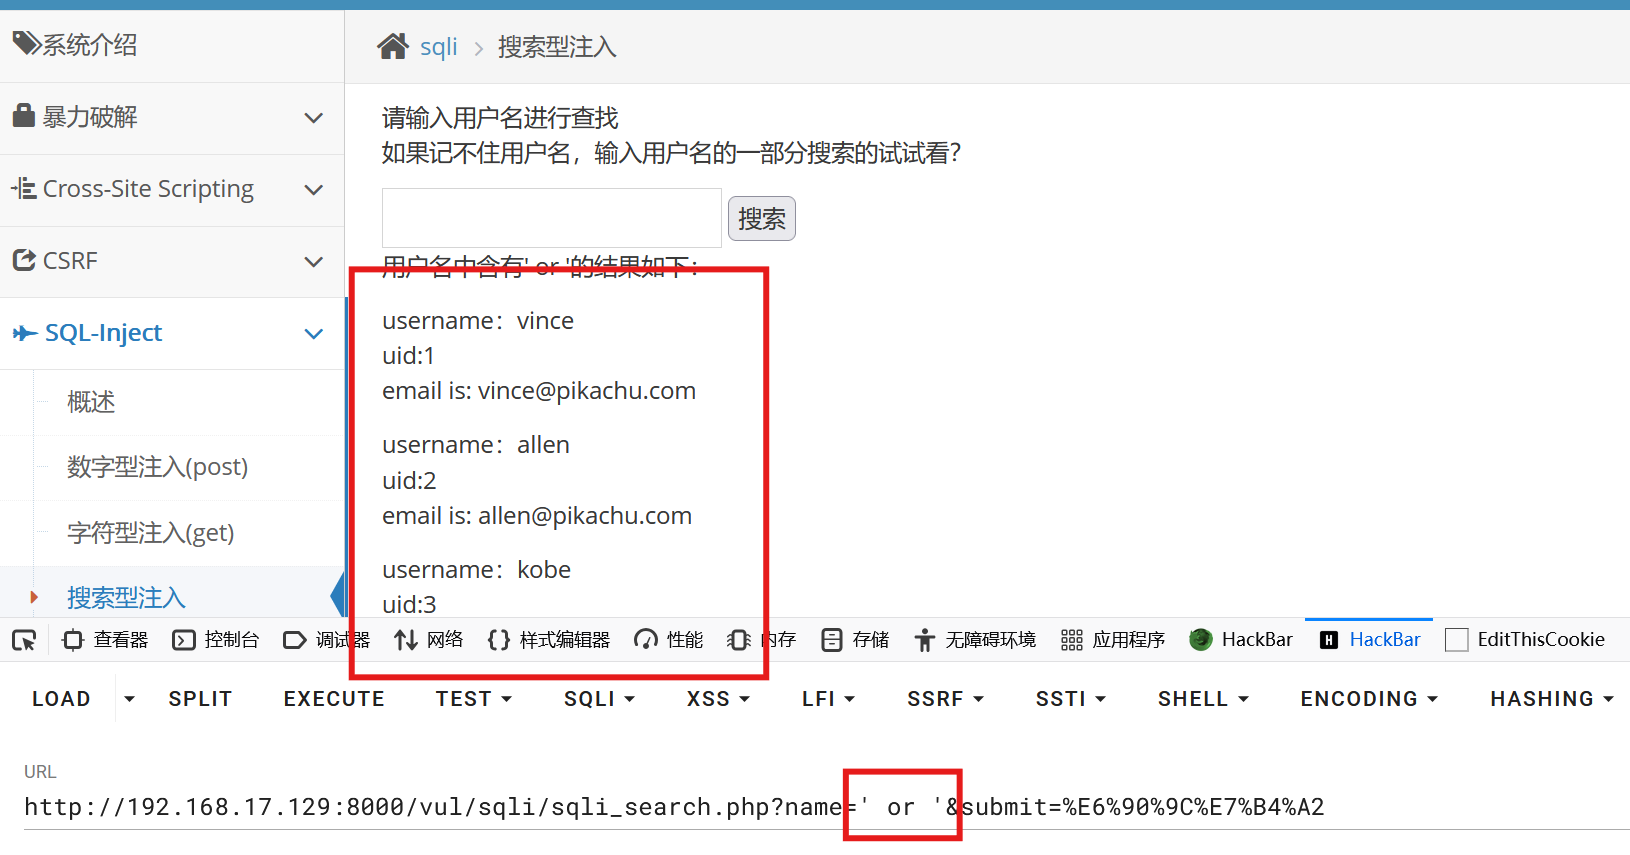 系统介绍
暴力破解
Cross-Site Scripting
CSRF
SQL-Inject
概述
数字型注入(post)
字符型注入(get)
搜索型注入
sqli > 搜索型注入
请输入用户名进行查找
如果记不住用户名，输入用户名的一部分搜索的试试看？
搜索
用户名中含有' or '的结果如下：
username：vince
uid:1
email is: vince@pikachu.com
username：allen
uid:2
email is: allen@pikachu.com
username：kobe
uid:3
查看器 控制台 调试器 网络 样式编辑器 性能 内存 存储 无障碍环境 应用程序 HackBar HackBar EditThisCookie
LOAD SPLIT EXECUTE TEST SQLI XSS LFI SSRF SSTI SHELL ENCODING HASHING
URL
http://192.168.17.129:8000/vul/sqli/sqli_search.php?name=' or '&submit=%E6%90%9C%E7%B4%A2